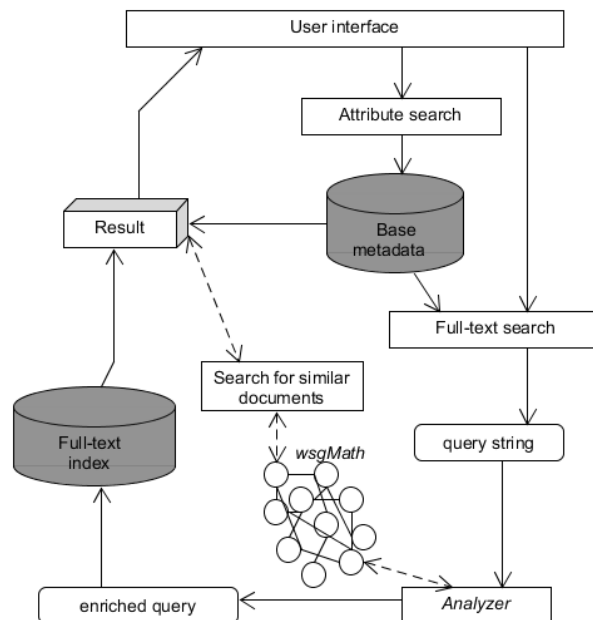 User interface
Attribute search
Result
Base
metadata
Full-text search
Search for similar
documents
Full-text
index
query string
wsgMath
enriched query
Analyzer